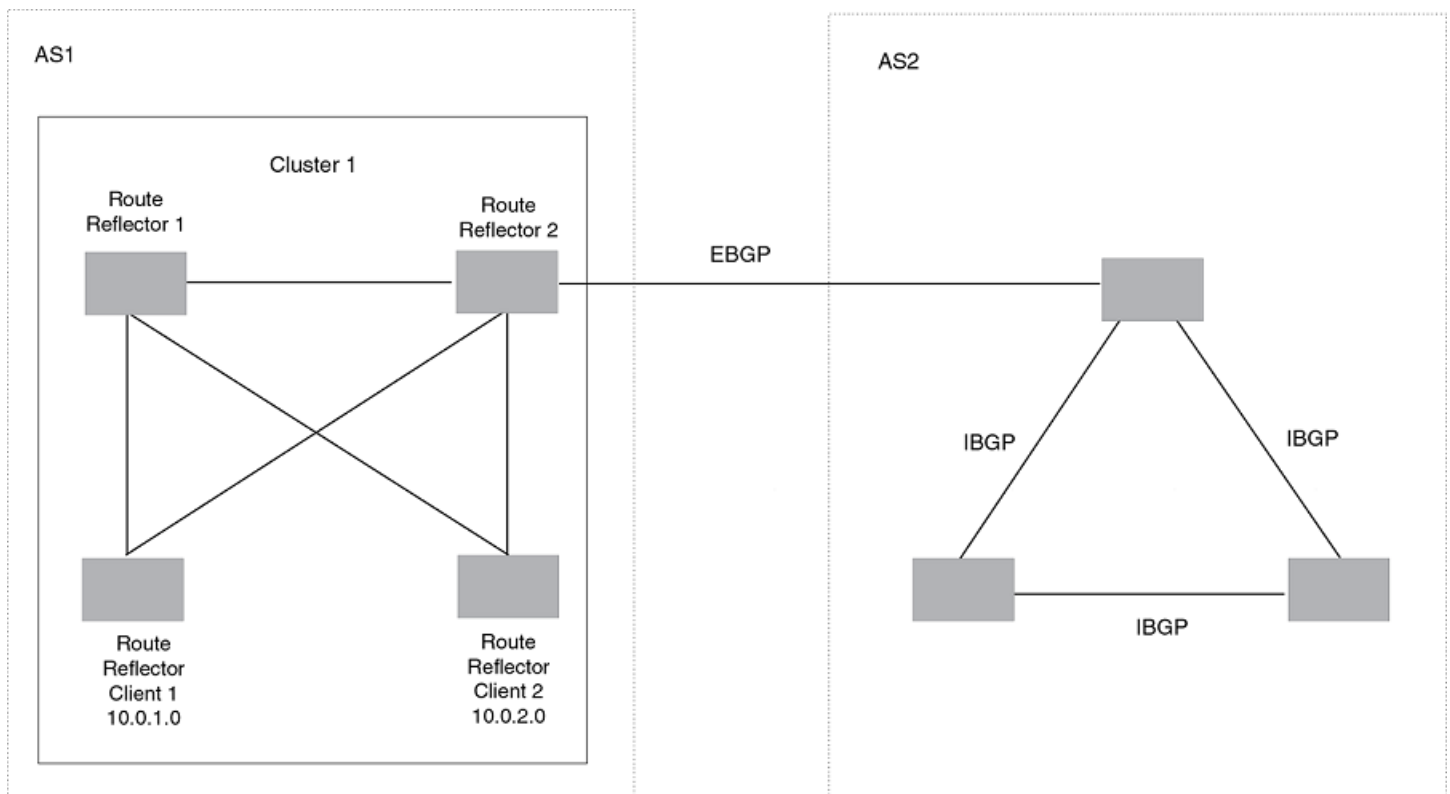 AS1
AS2
Cluster 1
Route
Reflector 1
Route
Reflector 2
EBGP
IBGP
IBGP
IBGP
Route
Reflector
Client 1
10.0.1.0
Route
Reflector
Client 2
10.0.2.0